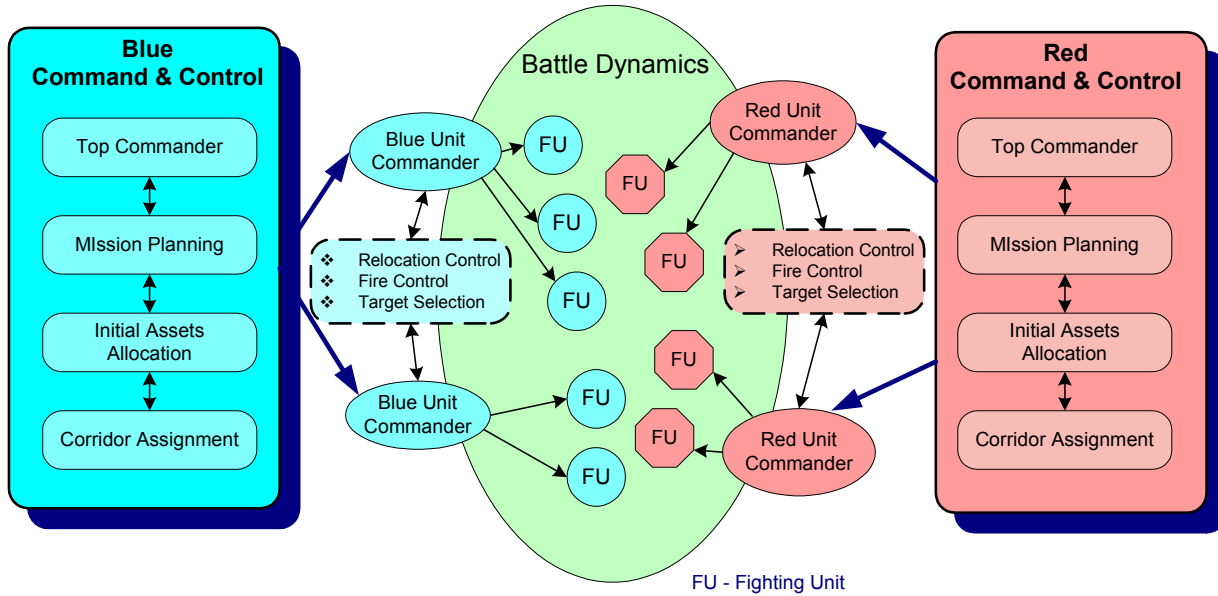 Blue
Command & Control
Top Commander
MIssion Planning
Initial Assets
Allocation
Corridor Assignment
Battle Dynamics
Blue Unit
Commander
FU
FU
FU
❖ Relocation Control
❖ Fire Control
❖ Target Selection
Blue Unit
Commander
FU
FU
Red Unit
Commander
FU
FU
➢ Relocation Control
➢ Fire Control
➢ Target Selection
FU
FU
Red Unit
Commander
Red
Command & Control
Top Commander
MIssion Planning
Initial Assets
Allocation
Corridor Assignment
FU - Fighting Unit